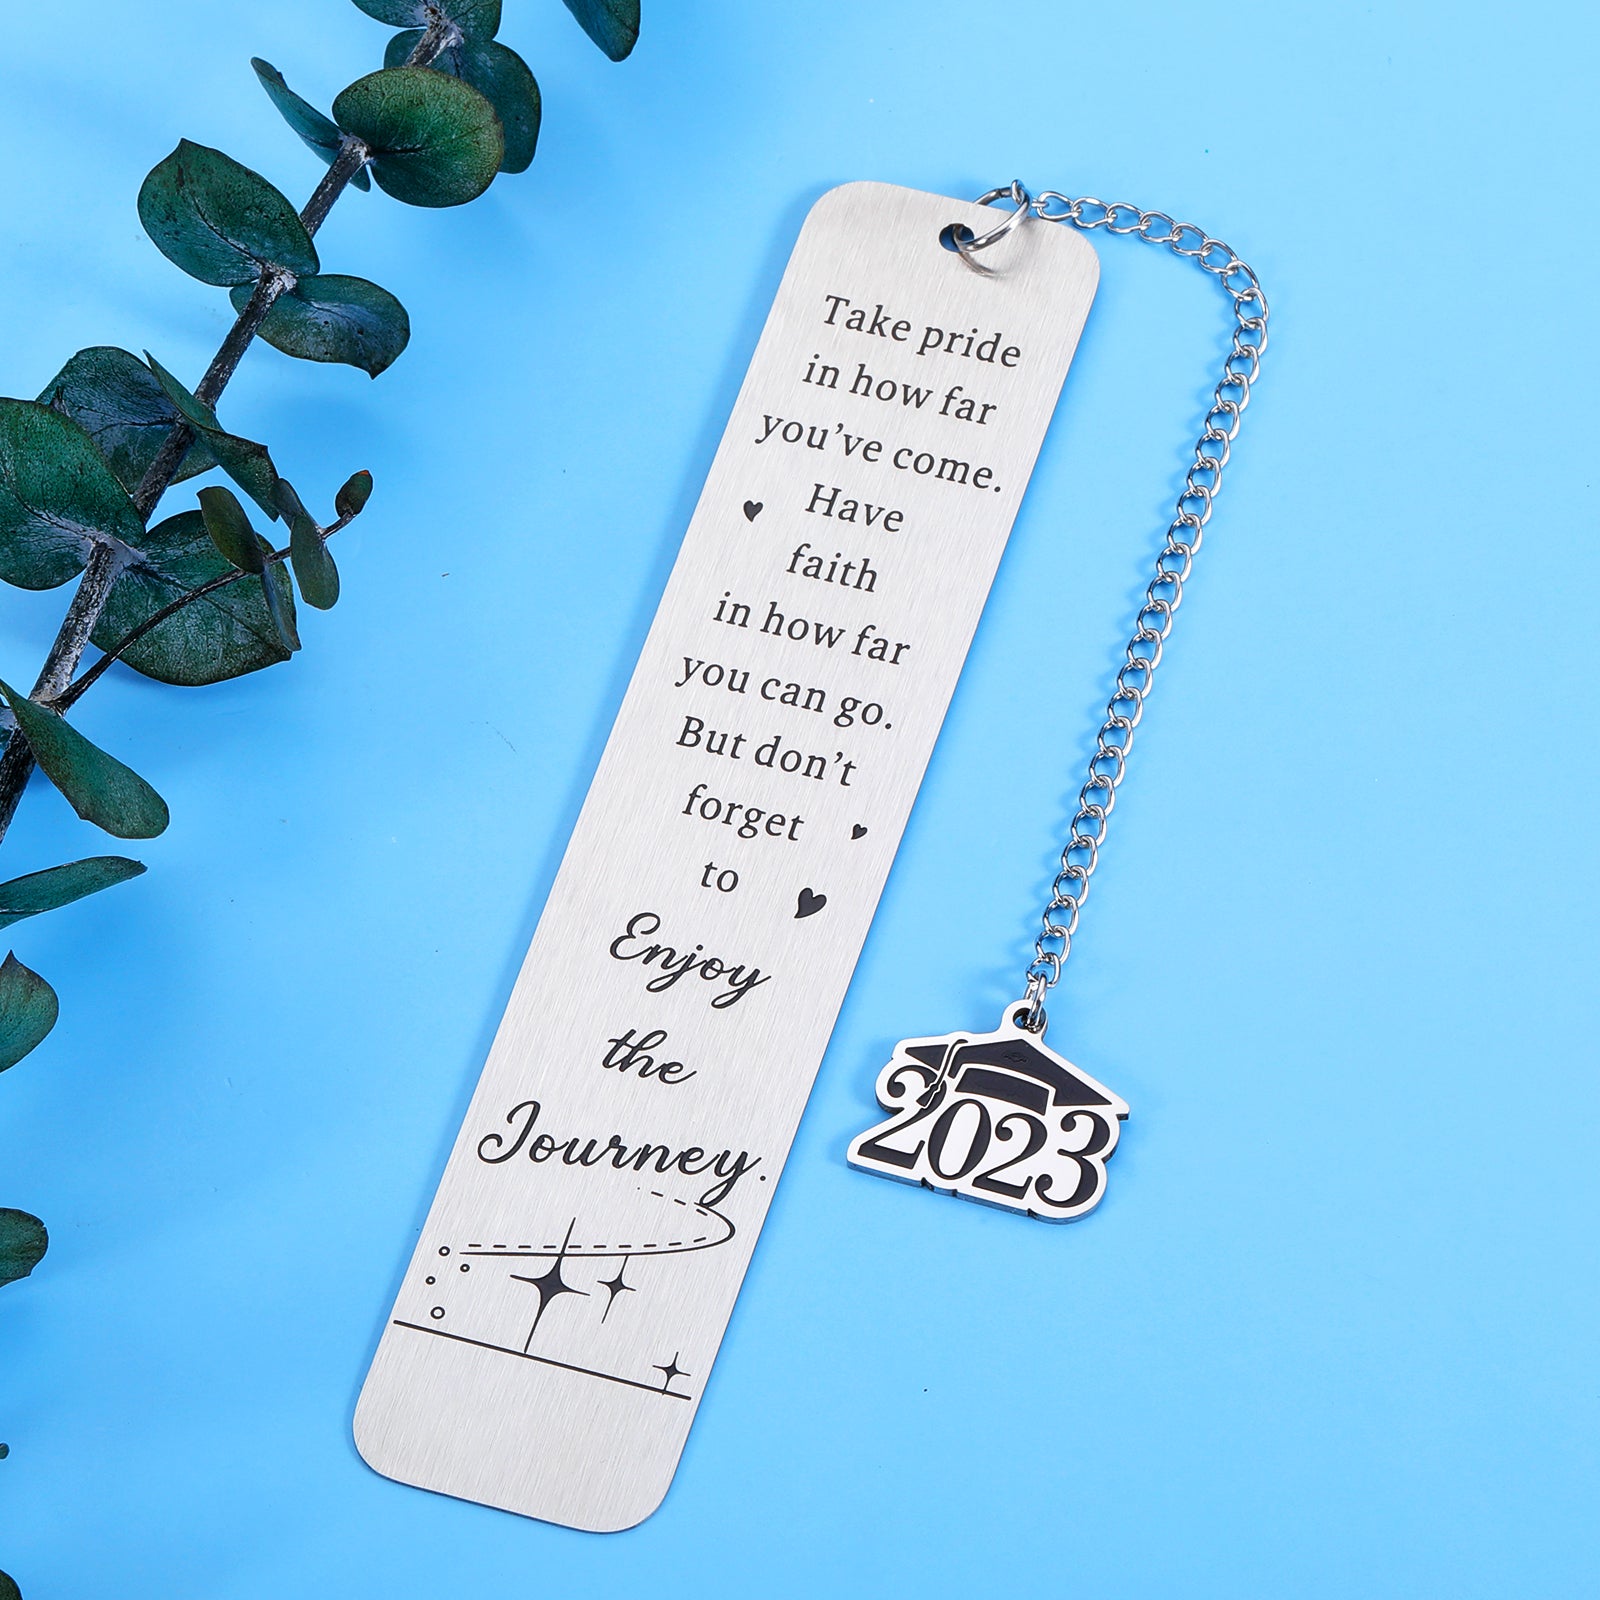 Take pride
in how far
you’ve come.
Have
faith
in how far
you can go.
But don’t
forget
to
Enjoy
the
Journey.
2023